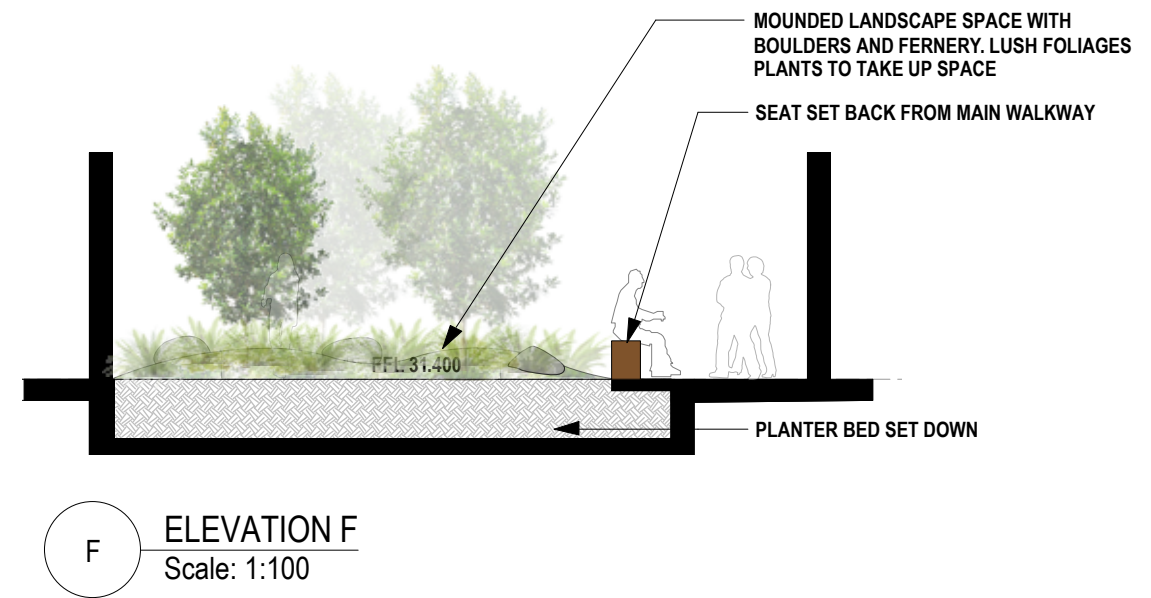 MOUNDED LANDSCAPE SPACE WITH
BOULDERS AND FERNERY. LUSH FOLIAGES
PLANTS TO TAKE UP SPACE
SEAT SET BACK FROM MAIN WALKWAY
FFL 31.400
PLANTER BED SET DOWN
F
ELEVATION F
Scale: 1:100